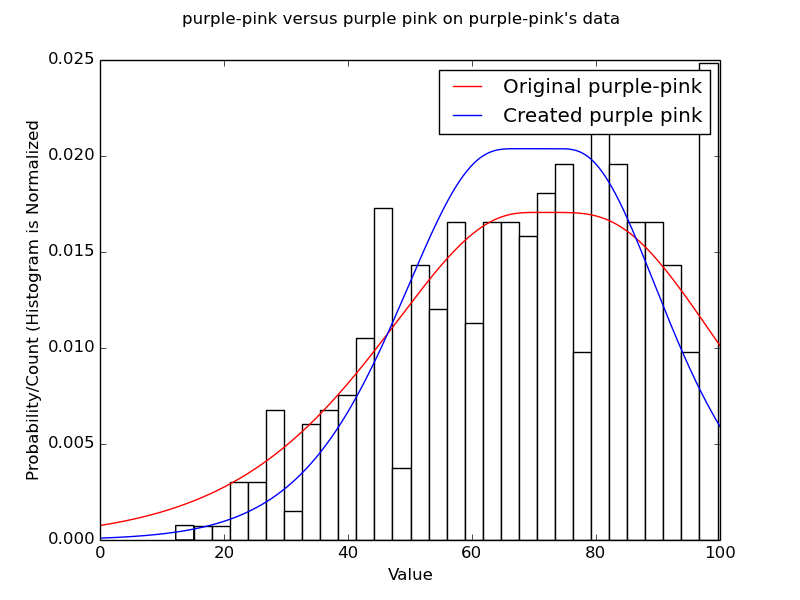 purple-pink versus purple pink on purple-pink's data
0.025
0.020
0.015
0.010
0.005
0.000
Probability/Count (Histogram is Normalized
Original purple-pink
Created purple pink
0 20 40 60 80 100
Value